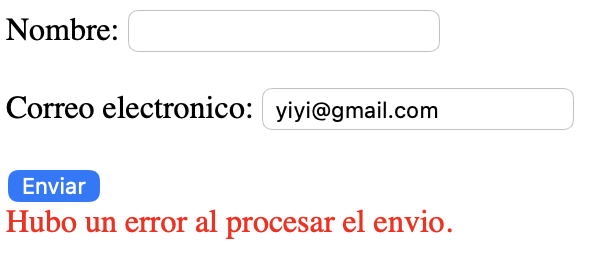 Nombre:
Correo electronico: yiyi@gmail.com
Enviar
Hubo un error al procesar el envio.